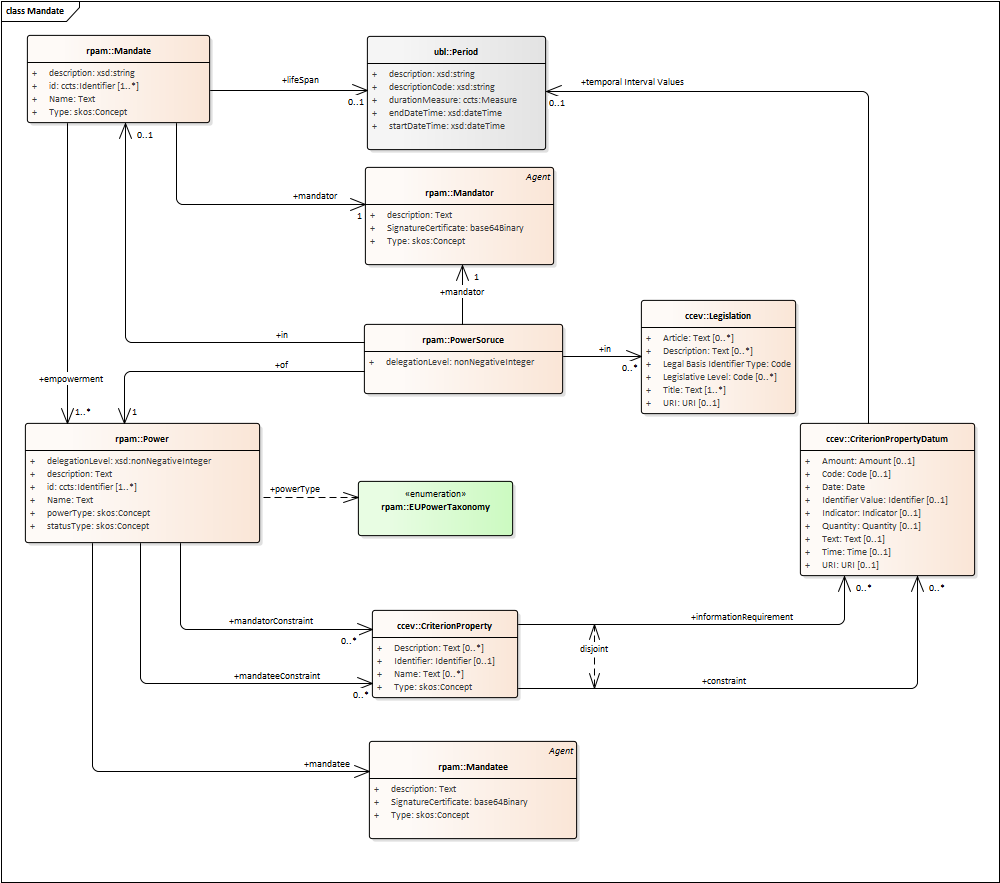 class Mandate
rpam::Mandate
+ description: xsd:string
+ id: ccts:Identifier [1..*]
+ Name: Text
+ Type: skos:Concept
+lifeSpan
0..1
ubl::Period
+ description: xsd:string
+ descriptionCode: xsd:string
+ durationMeasure: ccts:Measure
+ endDateTime: xsd:dateTime
+ startDateTime: xsd:dateTime
+temporal Interval Values
0..1
0..1
+mandator
1
Agent
rpam::Mandator
+ description: Text
+ SignatureCertificate: base64Binary
+ Type: skos:Concept
1
+mandator
+in
rpam::PowerSoruce
+ delegationLevel: nonNegativeInteger
+of
+in
0..*
ccev::Legislation
+ Article: Text [0..*]
+ Description: Text [0..*]
+ Legal Basis Identifier Type: Code
+ Legislative Level: Code [0..*]
+ Title: Text [1..*]
+ URI: URI [0..1]
+empowerment
1..*
1
rpam::Power
+ delegationLevel: xsd:nonNegativeInteger
+ description: Text
+ id: ccts:Identifier [1..*]
+ Name: Text
+ powerType: skos:Concept
+ statusType: skos:Concept
+powerType
«enumeration»
rpam::EUPowerTaxonomy
ccev::CriterionPropertyDatum
+ Amount: Amount [0..1]
+ Code: Code [0..1]
+ Date: Date
+ Identifier Value: Identifier [0..1]
+ Indicator: Indicator [0..1]
+ Quantity: Quantity [0..1]
+ Text: Text [0..1]
+ Time: Time [0..1]
+ URI: URI [0..1]
0..*
0..*
+mandatorConstraint
0..*
+mandateeConstraint
0..*
ccev::CriterionProperty
+ Description: Text [0..*]
+ Identifier: Identifier [0..1]
+ Name: Text [0..*]
+ Type: skos:Concept
+informationRequirement
disjoint
+constraint
+mandatee
Agent
rpam::Mandatee
+ description: Text
+ SignatureCertificate: base64Binary
+ Type: skos:Concept